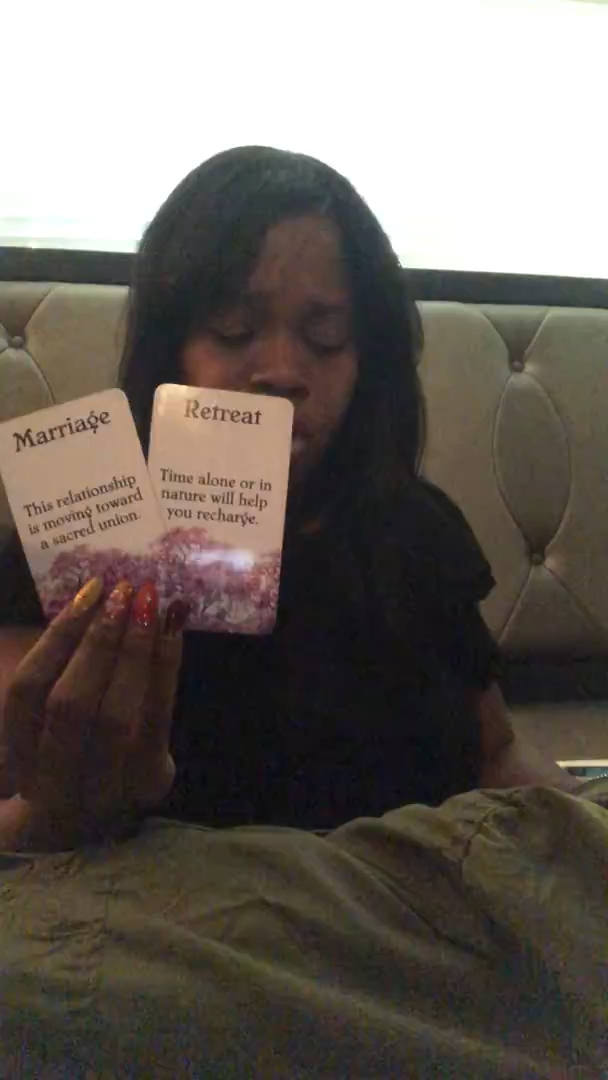 Marriage
This relationship
is moving toward
a sacred union.
Retreat
Time alone or in
nature will help
you recharge.